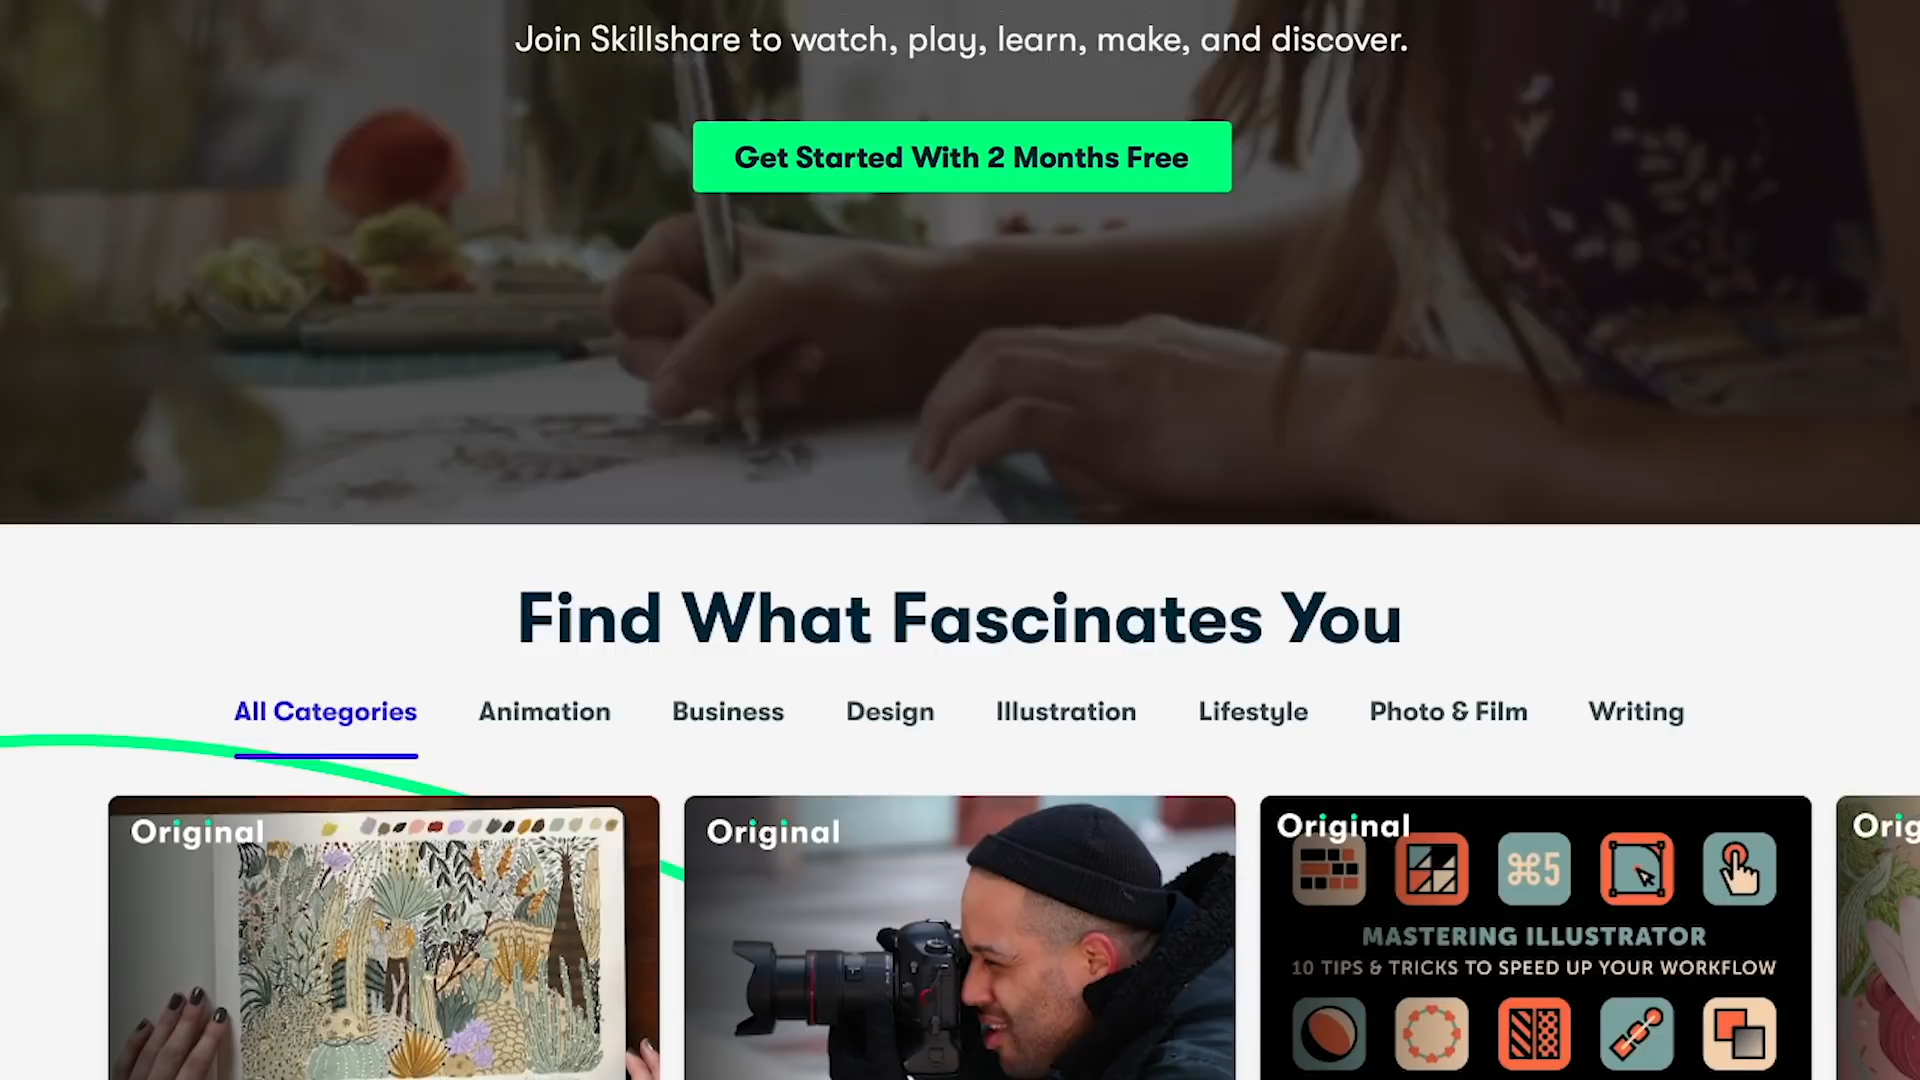 Join Skillshare to watch, play, learn, make, and discover.
Get Started With 2 Months Free
Find What Fascinates You
All Categories Animation Business Design Illustration Lifestyle Photo & Film Writing
Original
Original
Original
⌘5
MASTERING ILLUSTRATOR
10 TIPS & TRICKS TO SPEED UP YOUR WORKFLOW
Orig